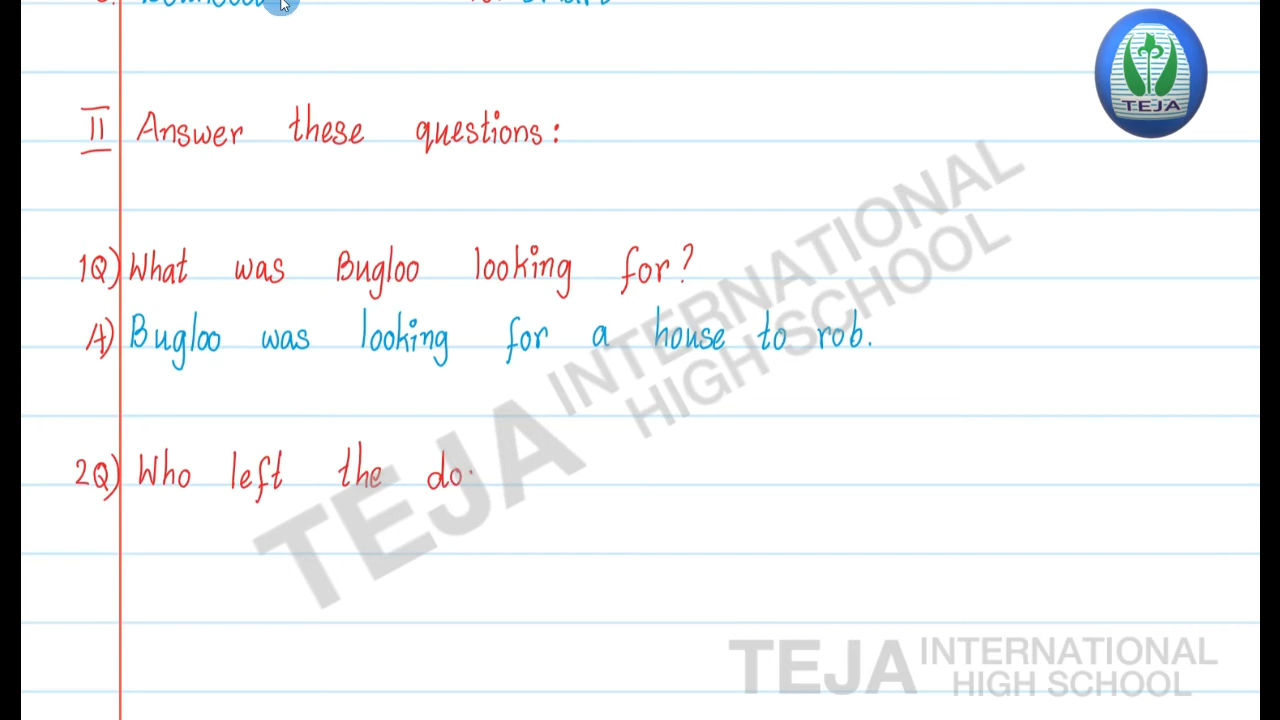 II Answer these questions:
1Q) What was Bugloo looking for?
A) Bugloo was looking for a house to rob.
2Q) Who left the do
TEJA
TEJA INTERNATIONAL HIGH SCHOOL
TEJA INTERNATIONAL
HIGH SCHOOL